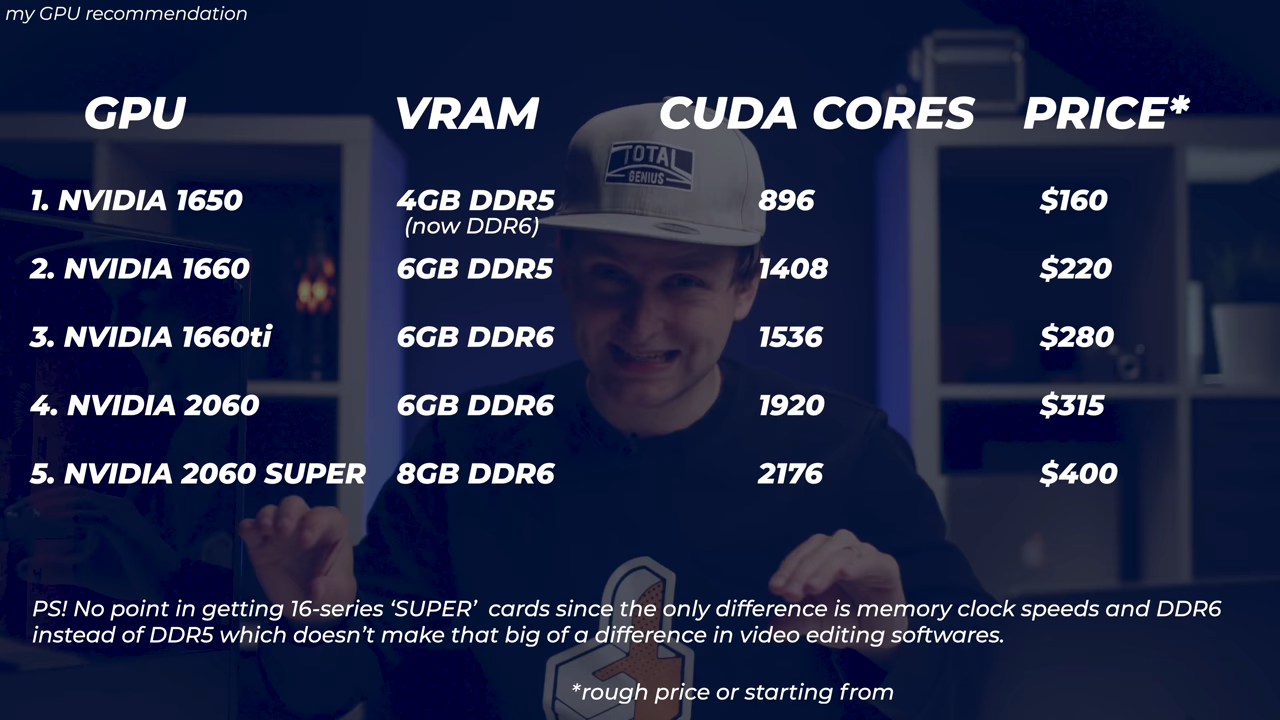 my GPU recommendation
GPU VRAM CUDA CORES PRICE*
TOTAL
GENIUS
1. NVIDIA 1650 4GB DDR5 896 $160
(now DDR6)
2. NVIDIA 1660 6GB DDR5 1408 $220
3. NVIDIA 1660ti 6GB DDR6 1536 $280
4. NVIDIA 2060 6GB DDR6 1920 $315
5. NVIDIA 2060 SUPER 8GB DDR6 2176 $400
PS! No point in getting 16-series ‘SUPER’ cards since the only difference is memory clock speeds and DDR6
instead of DDR5 which doesn’t make that big of a difference in video editing softwares.
*rough price or starting from